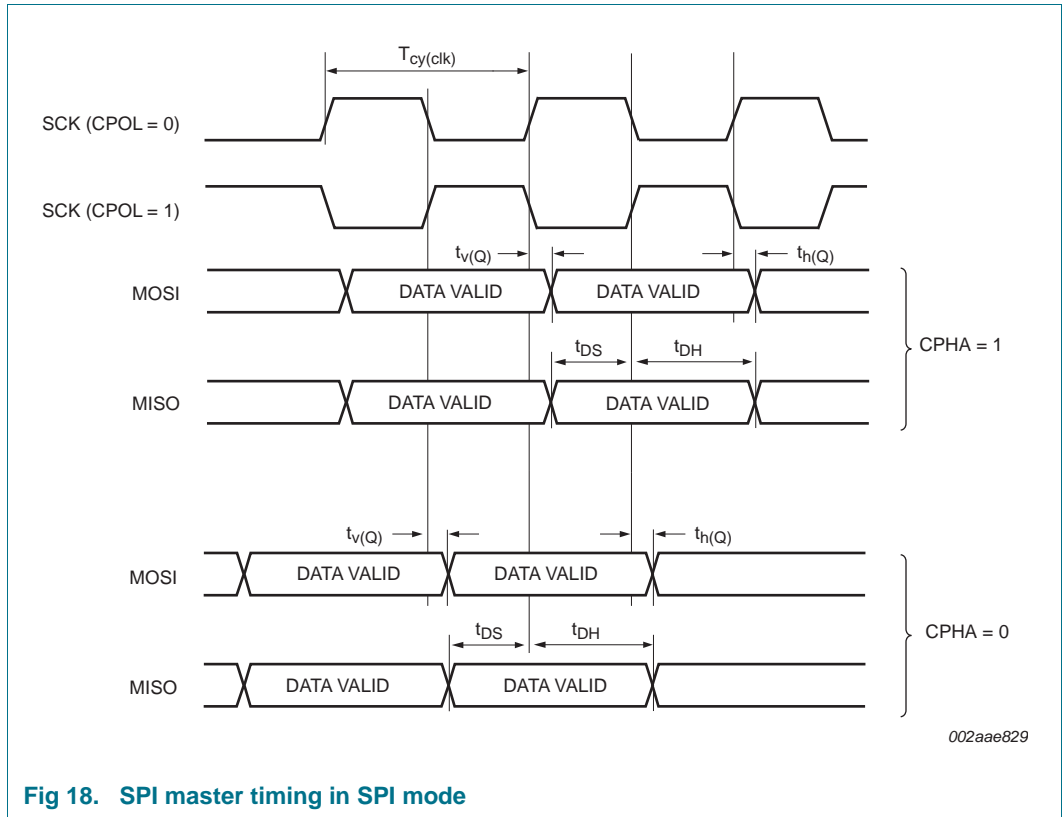 Tcy(clk)
SCK (CPOL = 0)
SCK (CPOL = 1)
tv(Q)
th(Q)
MOSI
DATA VALID
DATA VALID
tDS
tDH
CPHA = 1
MISO
DATA VALID
DATA VALID
tv(Q)
th(Q)
MOSI
DATA VALID
DATA VALID
tDS
tDH
CPHA = 0
MISO
DATA VALID
DATA VALID
002aae829
Fig 18. SPI master timing in SPI mode